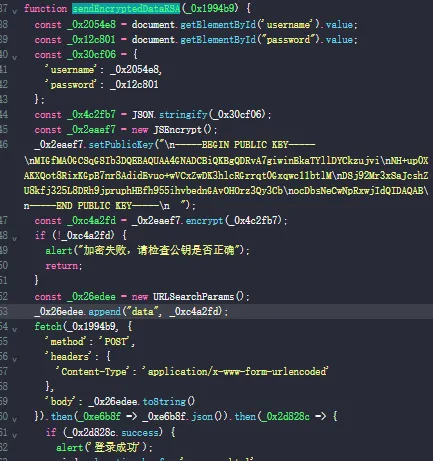 37 function sendEncryptedDataRSA(_0x1994b9) {
38 const _0x2054e8 = document.getElementById('username').value;
39 const _0x12c801 = document.getElementById("password").value;
40 const _0x30cf06 = {
41 'username': _0x2054e8,
42 'password': _0x12c801
43 };
44 const _0x4c2fb7 = JSON.stringify(_0x30cf06);
45 const _0x2eaef7 = new JSEncrypt();
46 _0x2eaef7.setPublicKey("\n-----BEGIN PUBLIC KEY-----
\nMIGfMA0GCSqGSIb3DQEBAQUAA4GNADCBiQKBgQDRvA7giwinEkaTYllDYCkzujvi\nNH+up0X
AKXQot8RixKGpB7nr8AdidEvuo+wVCxZwDK3hlcRGrrqt0Gxqwc11btlM\nDSj92Mr3xSaJcshZ
U8kfj325L8DRh9jpruphHBfh955ihvbednGAvOHOrz3Qy3Cb\nocDbsNeCwNpRxwjIdQIDAQAB\
n-----END PUBLIC KEY-----\n ");
47 const _0xc4a2fd = _0x2eaef7.encrypt(_0x4c2fb7);
48 if (!_0xc4a2fd) {
49 alert("加密失败，请检查公钥是否正确");
50 return;
51 }
52 const _0x26edee = new URLSearchParams();
53 _0x26edee.append("data", _0xc4a2fd);
54 fetch(_0x1994b9, {
55 'method': 'POST',
56 'headers': {
57 'Content-Type': 'application/x-www-form-urlencoded'
58 },
59 'body': _0x26edee.toString()
60 }).then(_0xe6b8f => _0xe6b8f.json()).then(_0x2d828c => {
61 if (_0x2d828c.success) {
62 alert('登录成功');